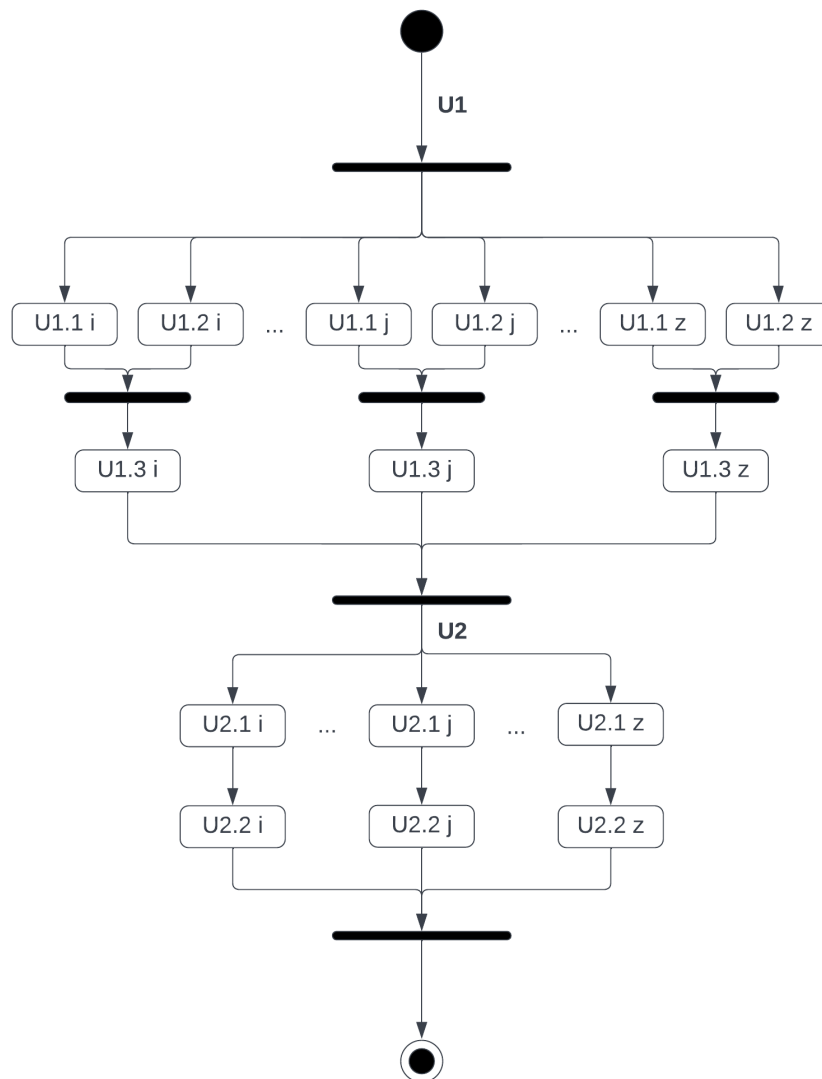 U1
U1.1 i
U1.2 i
...
U1.1 j
U1.2 j
...
U1.1 z
U1.2 z
U1.3 i
U1.3 j
U1.3 z
U2
U2.1 i
...
U2.1 j
...
U2.1 z
U2.2 i
U2.2 j
U2.2 z